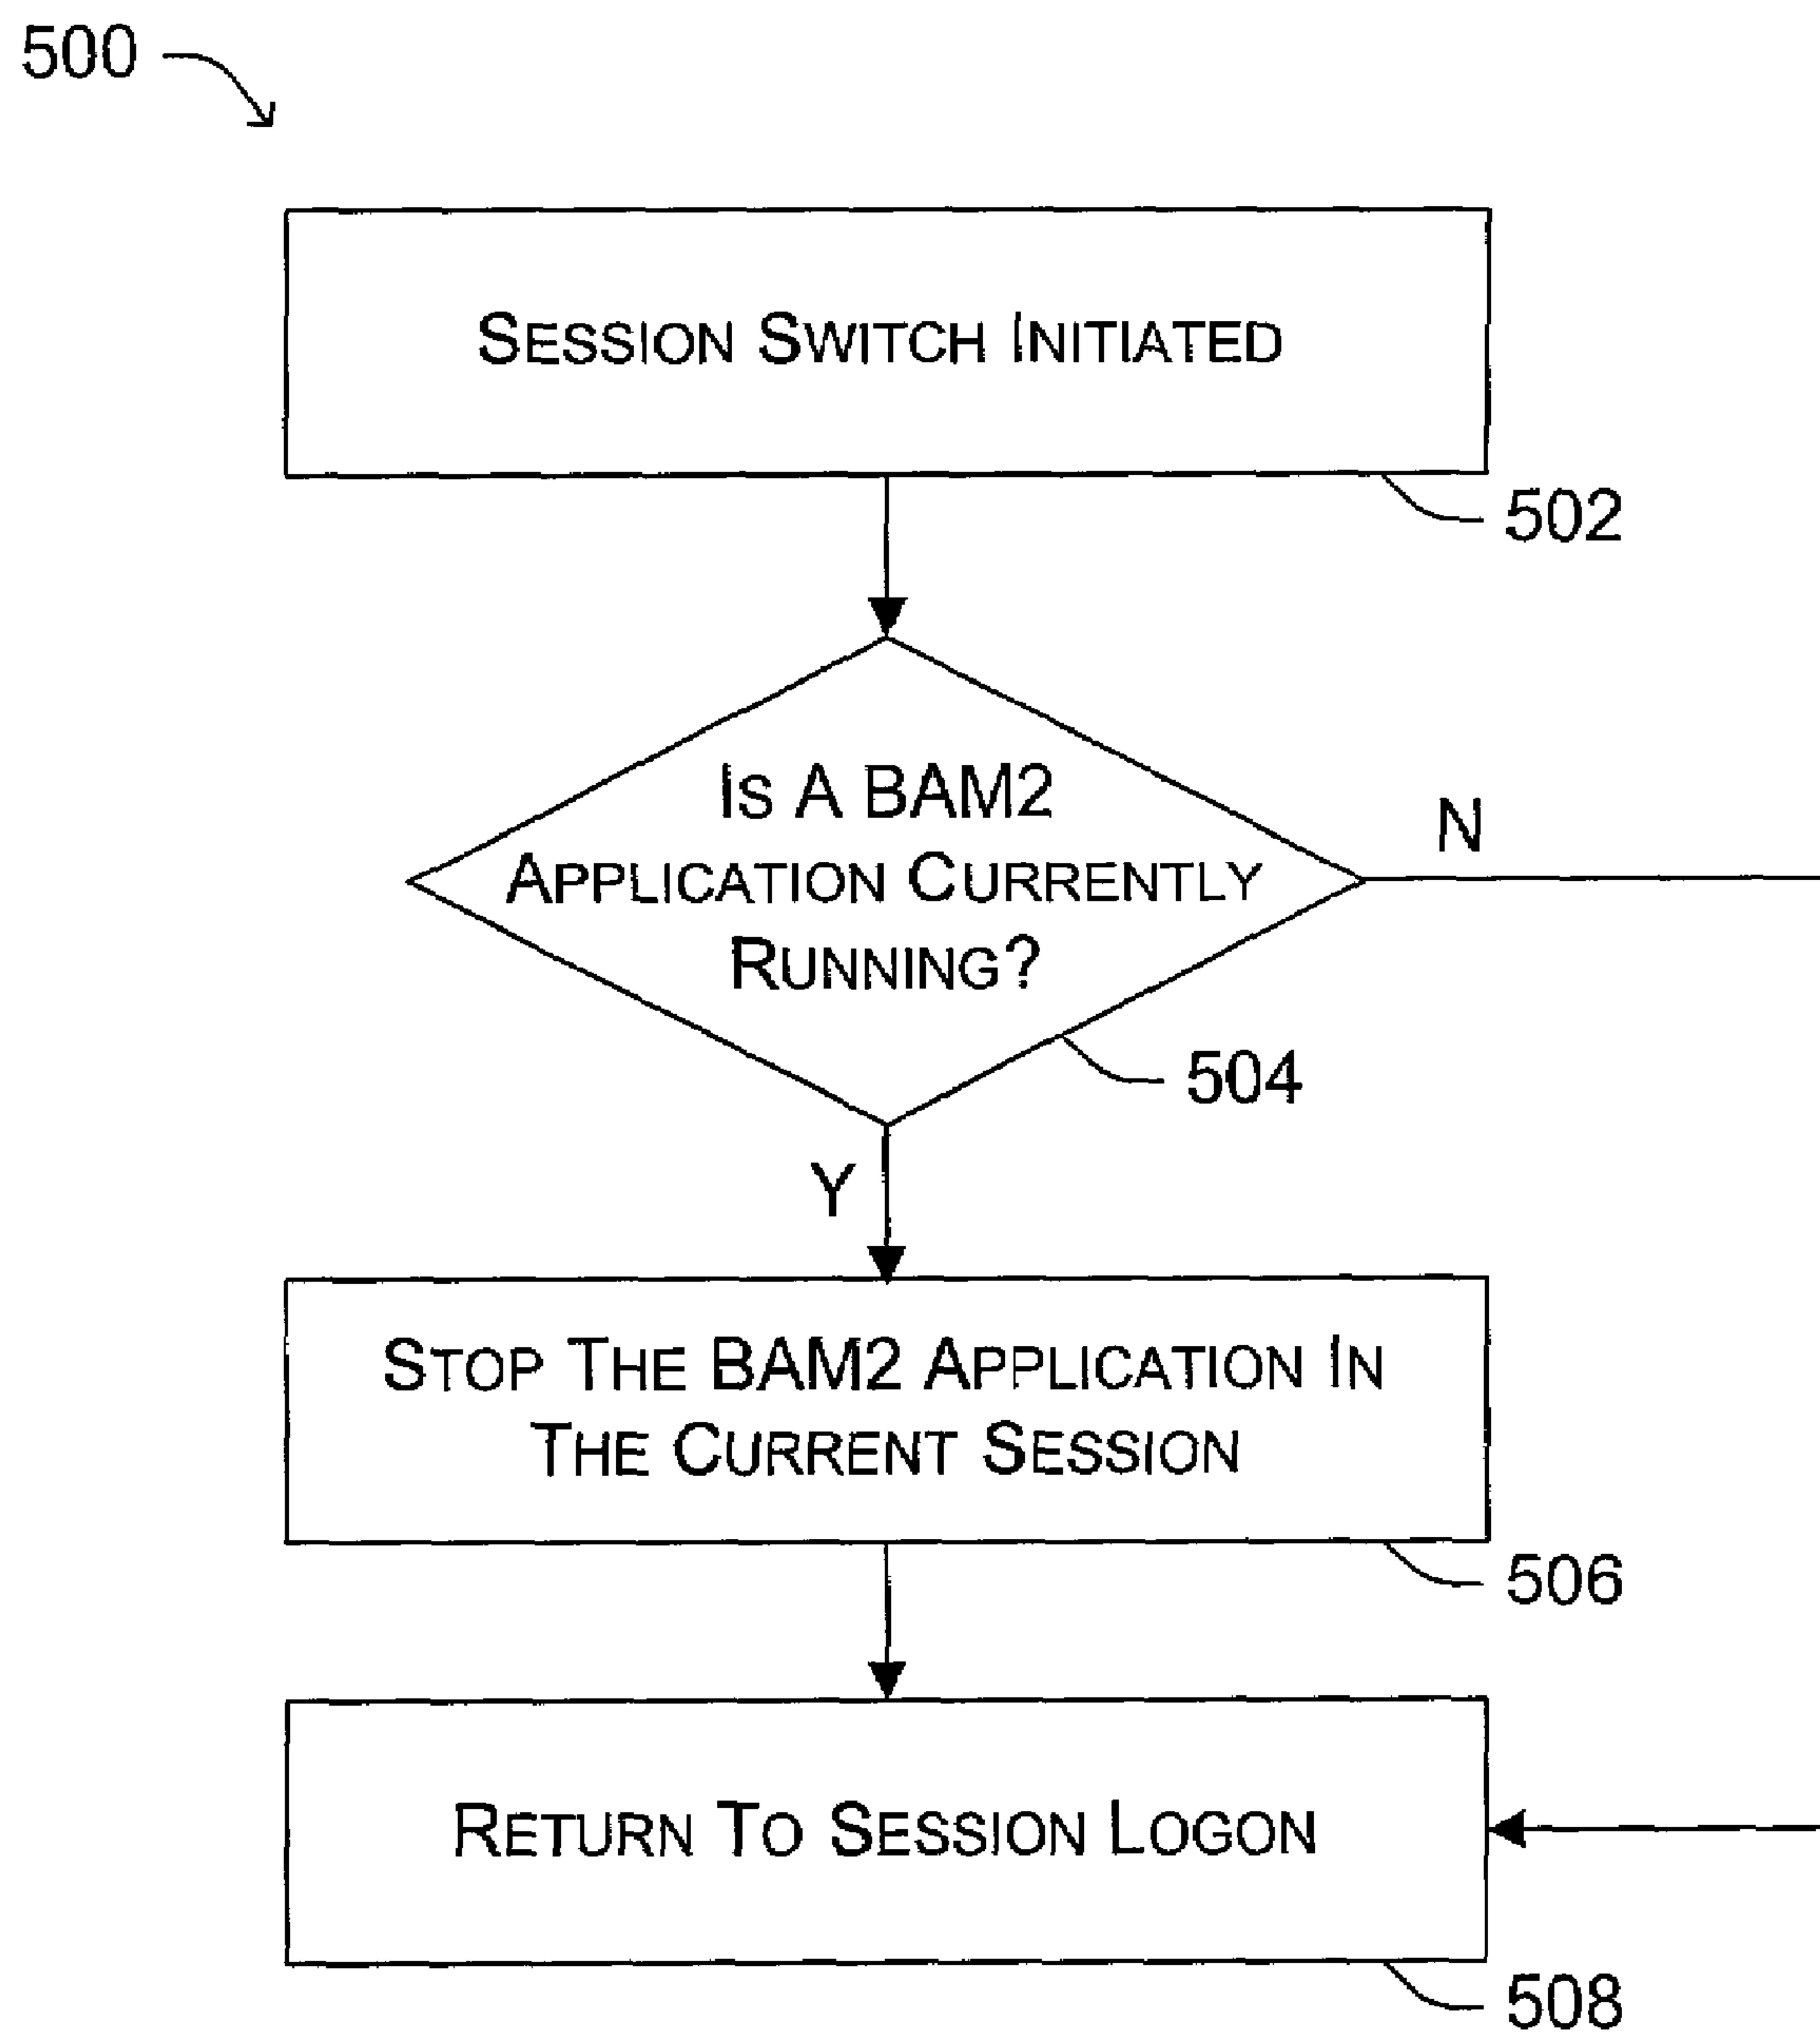 500
SESSION SWITCH INITIATED
502
IS A BAM2
APPLICATION CURRENTLY
RUNNING?
N
504
Y
STOP THE BAM2 APPLICATION IN
THE CURRENT SESSION
506
RETURN TO SESSION LOGON
508